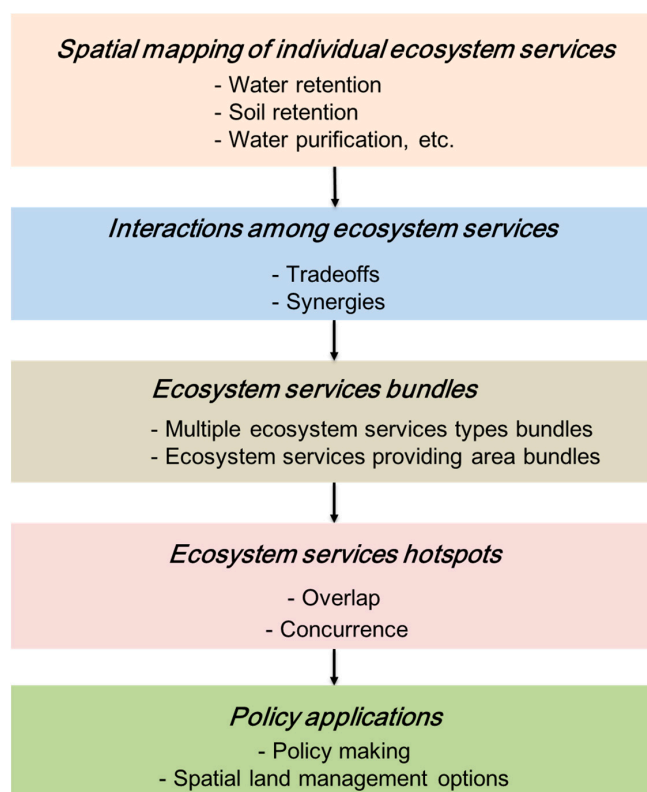 Spatial mapping of individual ecosystem services
- Water retention
- Soil retention
- Water purification, etc.
Interactions among ecosystem services
- Tradeoffs
- Synergies
Ecosystem services bundles
- Multiple ecosystem services types bundles
- Ecosystem services providing area bundles
Ecosystem services hotspots
- Overlap
- Concurrence
Policy applications
- Policy making
- Spatial land management options